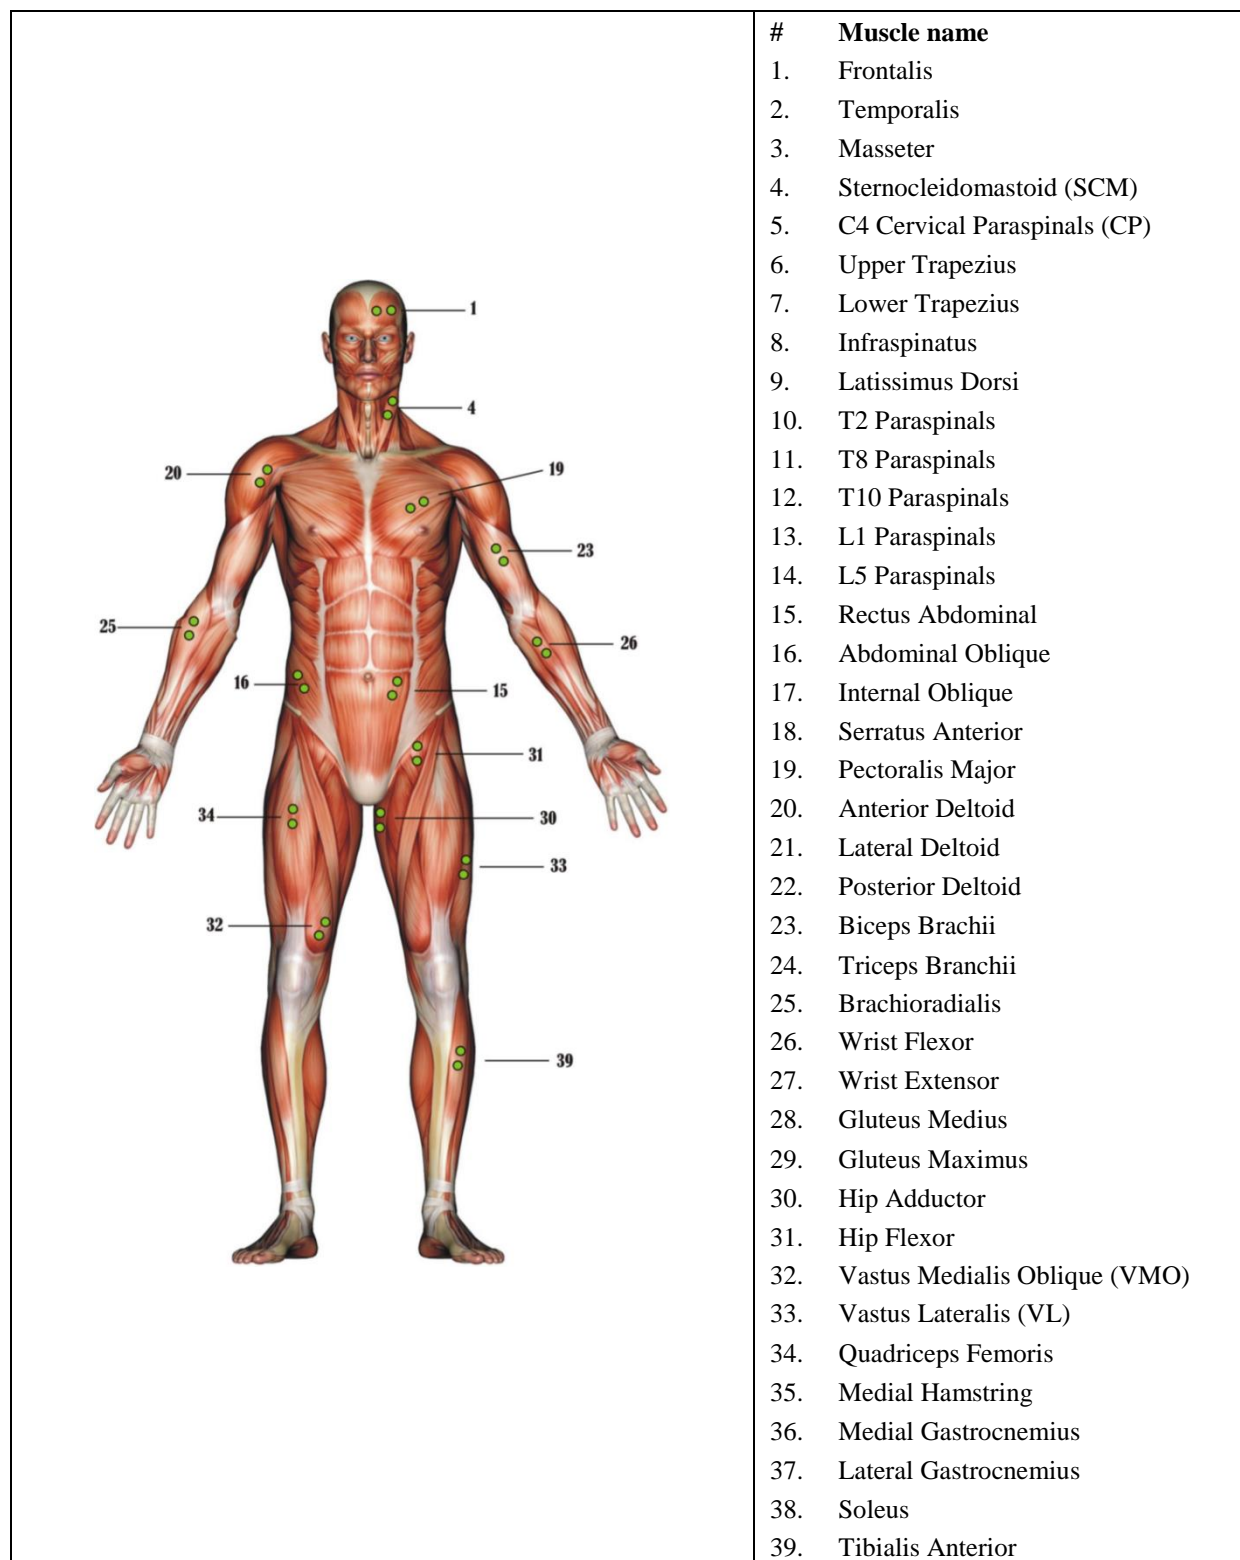 1
4
20
19
23
25
26
16
15
31
34
30
33
32
39
# Muscle name
1. Frontalis
2. Temporalis
3. Masseter
4. Sternocleidomastoid (SCM)
5. C4 Cervical Paraspinals (CP)
6. Upper Trapezius
7. Lower Trapezius
8. Infraspinatus
9. Latissimus Dorsi
10. T2 Paraspinals
11. T8 Paraspinals
12. T10 Paraspinals
13. L1 Paraspinals
14. L5 Paraspinals
15. Rectus Abdominal
16. Abdominal Oblique
17. Internal Oblique
18. Serratus Anterior
19. Pectoralis Major
20. Anterior Deltoid
21. Lateral Deltoid
22. Posterior Deltoid
23. Biceps Brachii
24. Triceps Branchii
25. Brachioradialis
26. Wrist Flexor
27. Wrist Extensor
28. Gluteus Medius
29. Gluteus Maximus
30. Hip Adductor
31. Hip Flexor
32. Vastus Medialis Oblique (VMO)
33. Vastus Lateralis (VL)
34. Quadriceps Femoris
35. Medial Hamstring
36. Medial Gastrocnemius
37. Lateral Gastrocnemius
38. Soleus
39. Tibialis Anterior